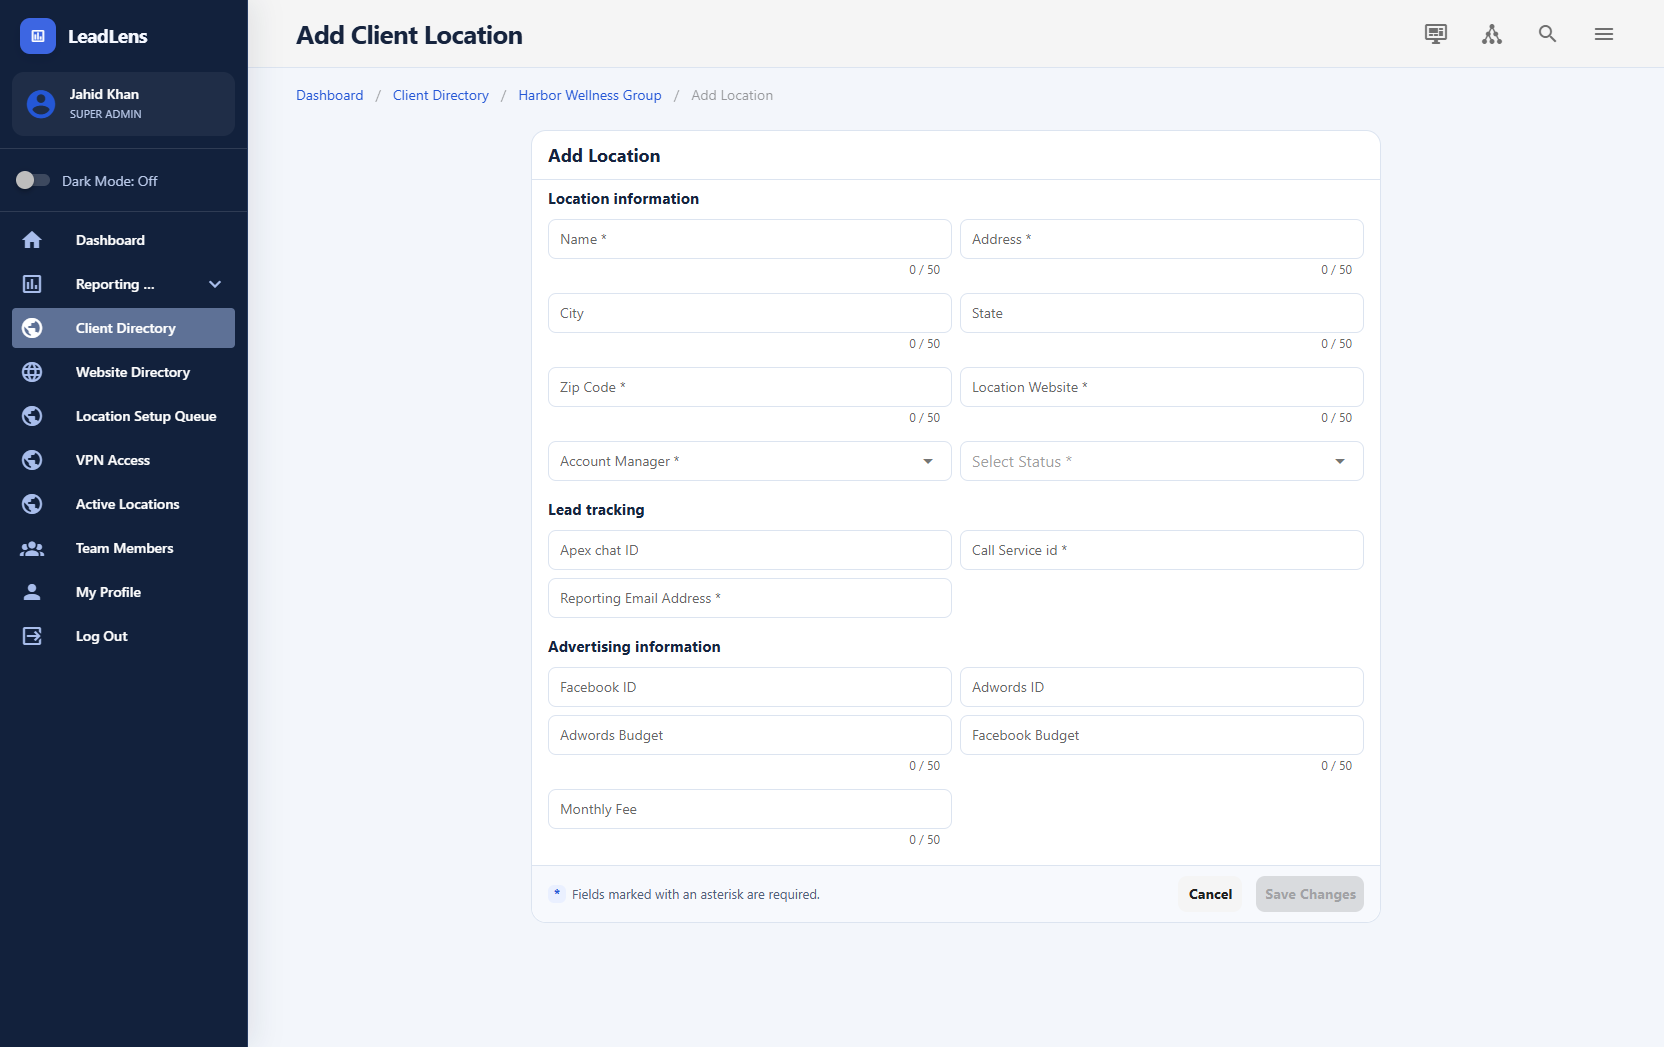 LeadLens
Jahid Khan
SUPER ADMIN
Dark Mode: Off
Dashboard
Reporting ...
Client Directory
Website Directory
Location Setup Queue
VPN Access
Active Locations
Team Members
My Profile
Log Out
Add Client Location
Dashboard / Client Directory / Harbor Wellness Group / Add Location
Add Location
Location information
Name * Address *
0 / 50 0 / 50
City State
0 / 50 0 / 50
Zip Code * Location Website *
0 / 50 0 / 50
Account Manager * Select Status *
Lead tracking
Apex chat ID Call Service id *
Reporting Email Address *
Advertising information
Facebook ID Adwords ID
Adwords Budget Facebook Budget
0 / 50 0 / 50
Monthly Fee
0 / 50
* Fields marked with an asterisk are required. Cancel Save Changes